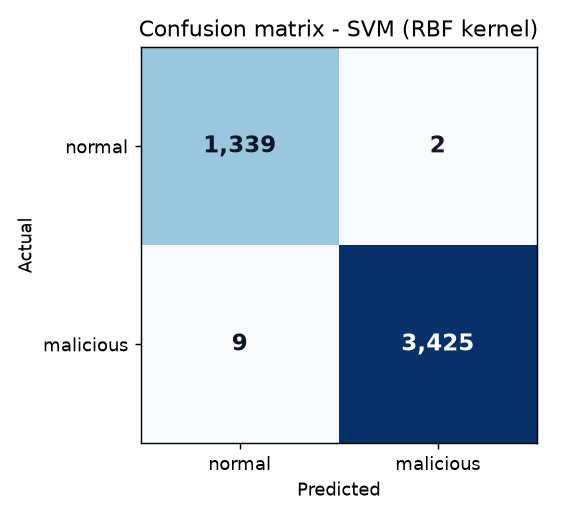 Confusion matrix - SVM (RBF kernel)
Actual
normal
1,339
2
malicious
9
3,425
normal
malicious
Predicted